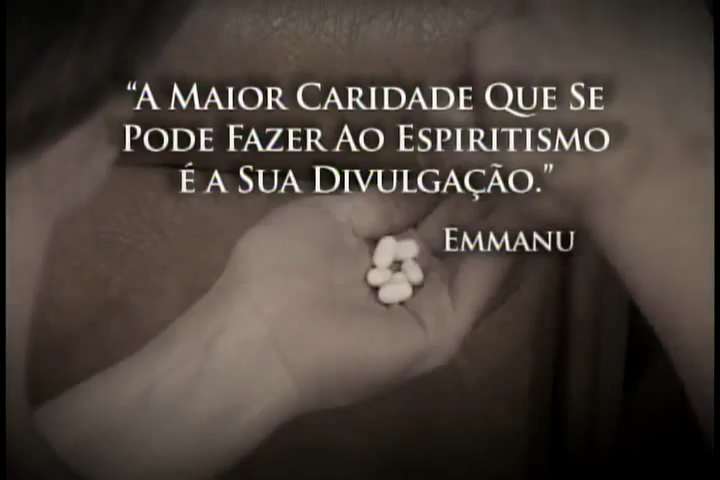 “A Maior Caridade Que Se
Pode Fazer Ao Espiritismo
é a Sua Divulgação.”
Emmanu